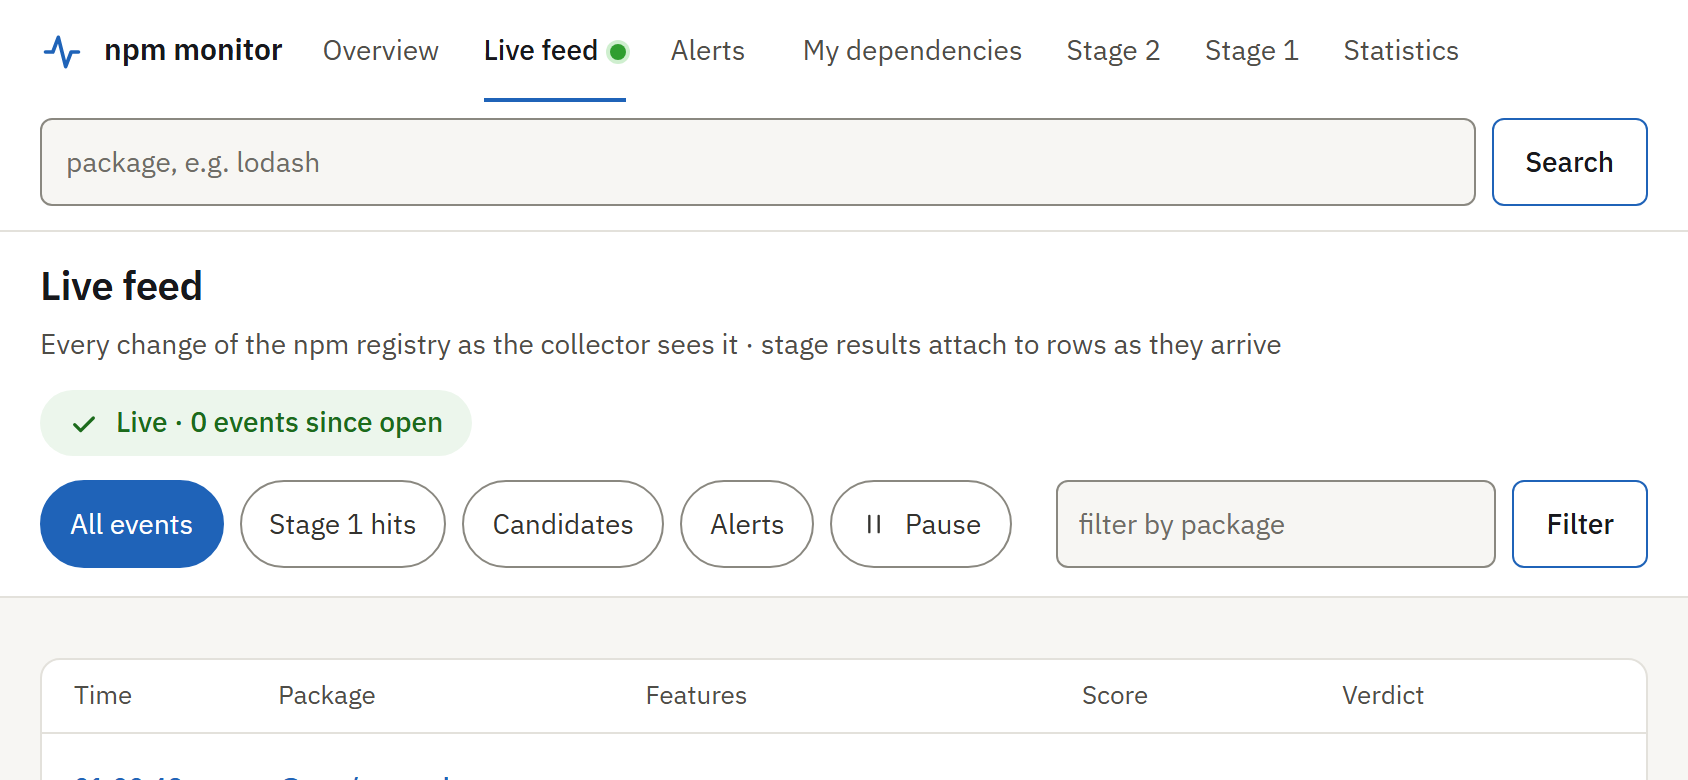 npm monitor Overview Live feed Alerts My dependencies Stage 2 Stage 1 Statistics
package, e.g. lodash Search
Live feed
Every change of the npm registry as the collector sees it · stage results attach to rows as they arrive
Live · 0 events since open
All events Stage 1 hits Candidates Alerts Pause filter by package Filter
Time Package Features Score Verdict